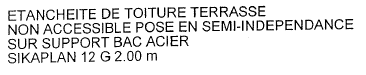 ETANCHEITE DE TOITURE TERRASSE
NON ACCESSIBLE POSE EN SEMI-INDEPENDANCE
SUR SUPPORT BAC ACIER
SIKAPLAN 12 G 2.00 m